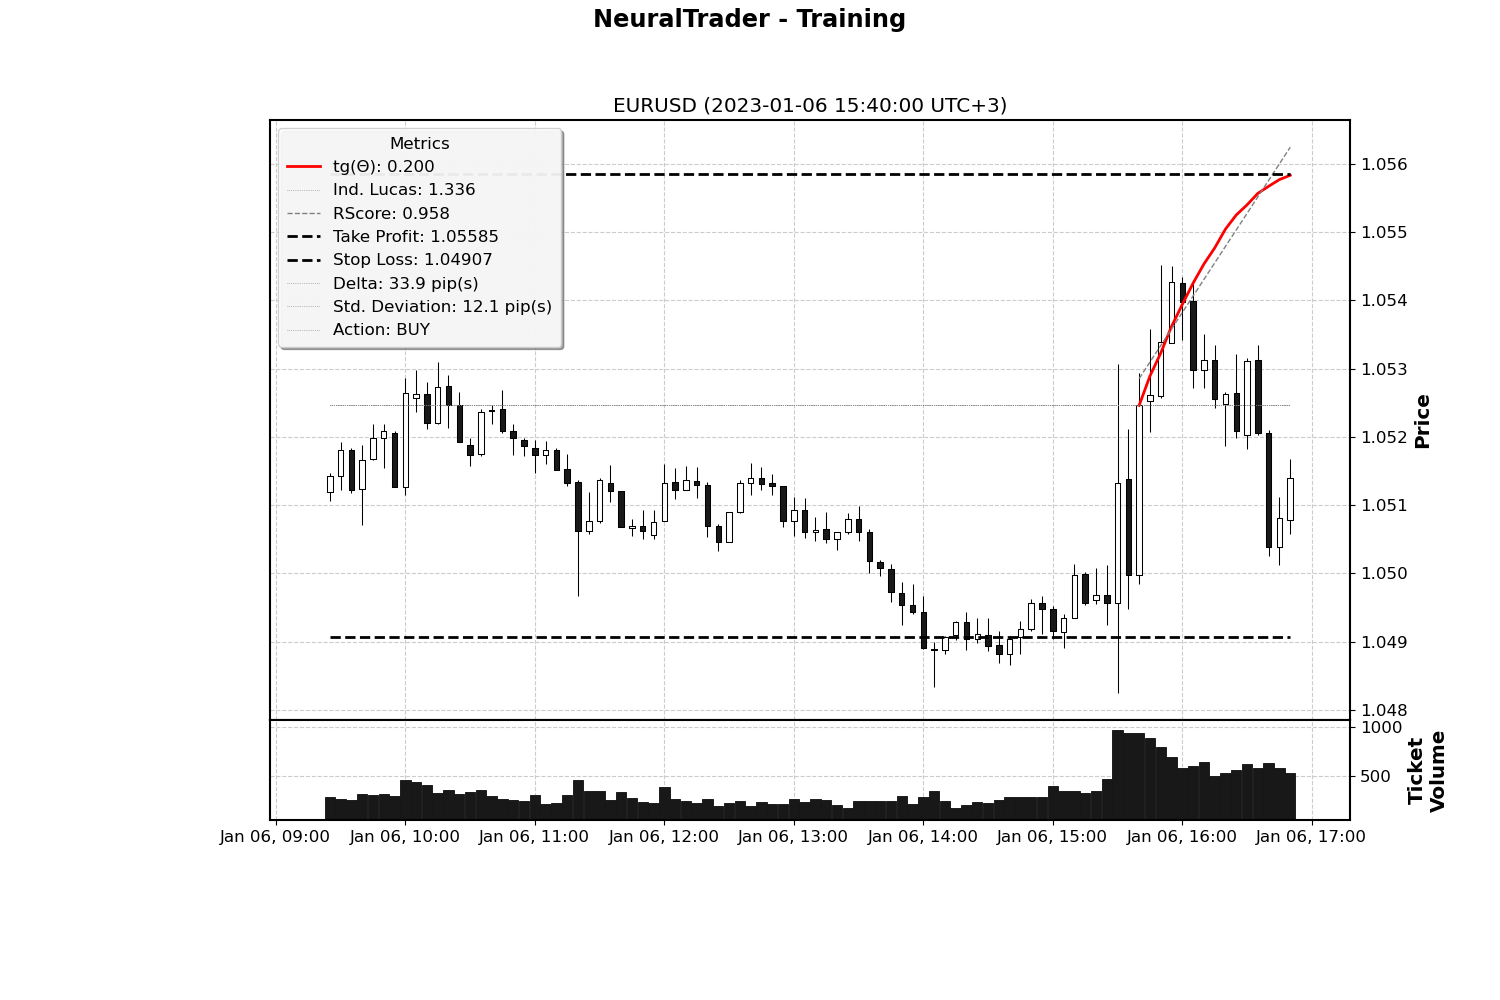 NeuralTrader - Training
EURUSD (2023-01-06 15:40:00 UTC+3)
Metrics
tg(Θ): 0.200
Ind. Lucas: 1.336
RScore: 0.958
Take Profit: 1.05585
Stop Loss: 1.04907
Delta: 33.9 pip(s)
Std. Deviation: 12.1 pip(s)
Action: BUY
1.056
1.055
1.054
1.053
1.052
1.051
1.050
1.049
1.048
Price
1000
500
Ticket
Volume
Jan 06, 09:00
Jan 06, 10:00
Jan 06, 11:00
Jan 06, 12:00
Jan 06, 13:00
Jan 06, 14:00
Jan 06, 15:00
Jan 06, 16:00
Jan 06, 17:00